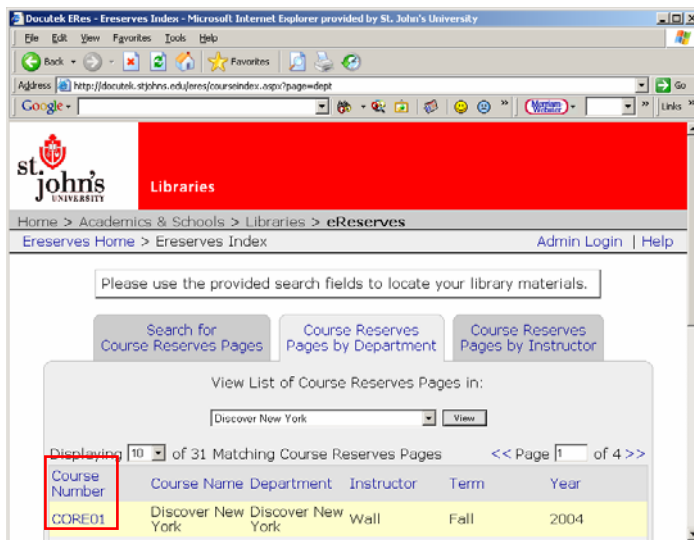 Docutek ERes - Ereserves Index - Microsoft Internet Explorer provided by St. John's University
File Edit View Favorites Tools Help
Back Favorites
Address http://docutek.stjohns.edu/eres/courseindex.aspx?page=dept Go
Google Merriam Webster Links
st. john's UNIVERSITY
Libraries
Home > Academics & Schools > Libraries > eReserves
Ereserves Home > Ereserves Index Admin Login | Help
Please use the provided search fields to locate your library materials.
Search for Course Reserves Pages
Course Reserves Pages by Department
Course Reserves Pages by Instructor
View List of Course Reserves Pages in:
Discover New York View
Displaying 10 of 31 Matching Course Reserves Pages << Page 1 of 4 >>
Course Number Course Name Department Instructor Term Year
CORE01 Discover New York Discover New York Wall Fall 2004